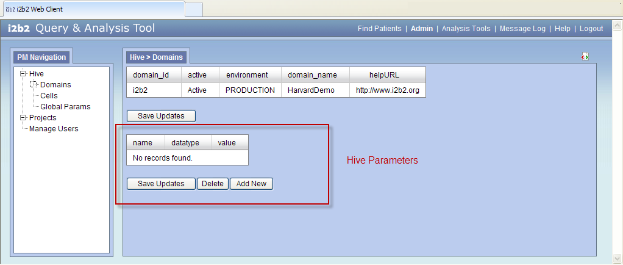 i2b2 Web Client
i2b2 Query & Analysis Tool
Find Patients | Admin | Analysis Tools | Message Log | Help | Logout
PM Navigation
Hive
Domains
Cells
Global Params
Projects
Manage Users
Hive > Domains
domain_id active environment domain_name helpURL
i2b2 Active PRODUCTION HarvardDemo http://www.i2b2.org
Save Updates
name datatype value
No records found.
Save Updates Delete Add New
Hive Parameters